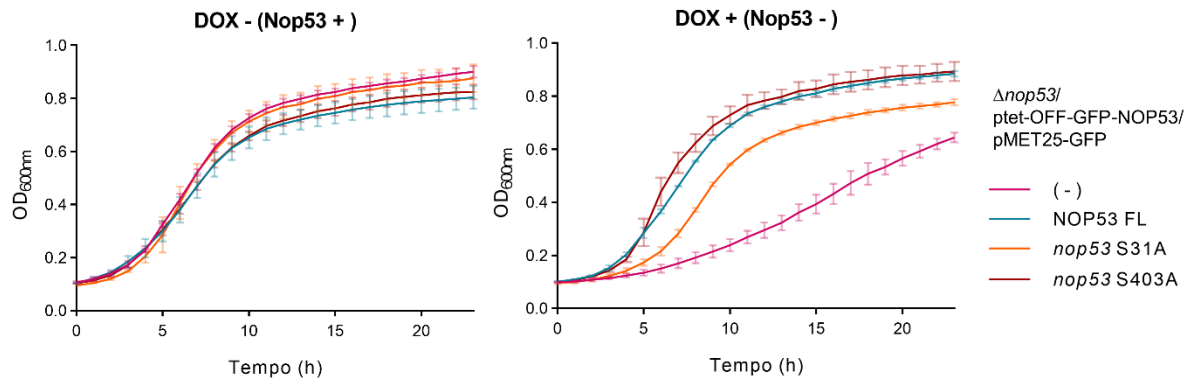 DOX - (Nop53 + )
DOX + (Nop53 - )
1.0
0.8
0.6
0.4
0.2
0.0
OD600nm
0 5 10 15 20
Tempo (h)
1.0
0.8
0.6
0.4
0.2
0.0
OD600nm
0 5 10 15 20
Tempo (h)
Δnop53/
ptet-OFF-GFP-NOP53/
pMET25-GFP
( - )
NOP53 FL
nop53 S31A
nop53 S403A